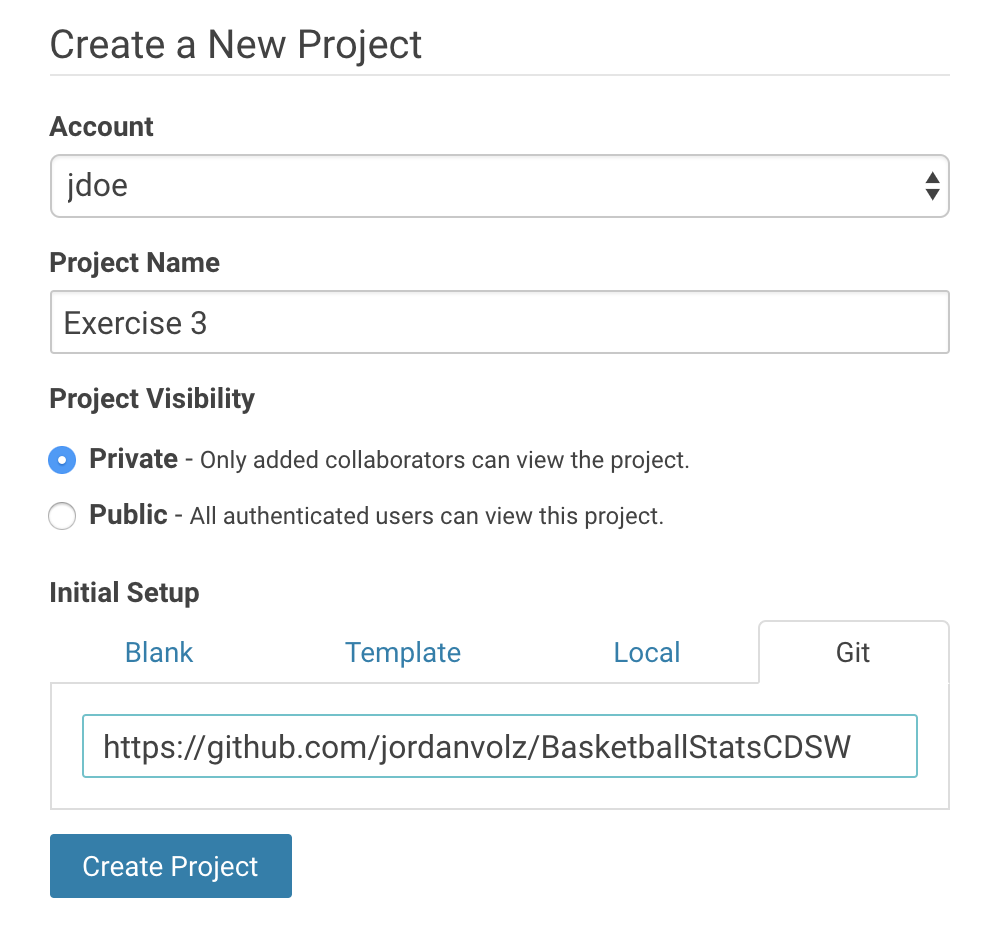 Create a New Project
Account
jdoe
Project Name
Exercise 3
Project Visibility
Private - Only added collaborators can view the project.
Public - All authenticated users can view this project.
Initial Setup
Blank Template Local Git
https://github.com/jordanvolz/BasketballStatsCDSW
Create Project